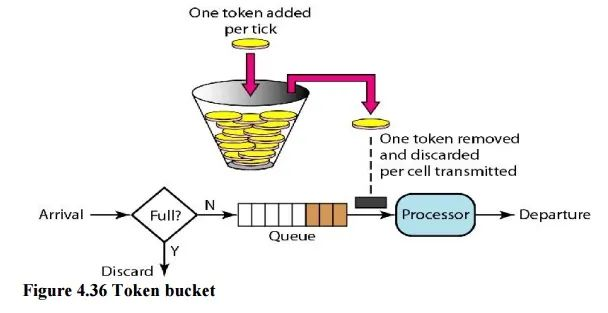 One token added
per tick
One token removed
and discarded
per cell transmitted
Arrival
Full?
N
Queue
Processor
Departure
Y
Discard
Figure 4.36 Token bucket